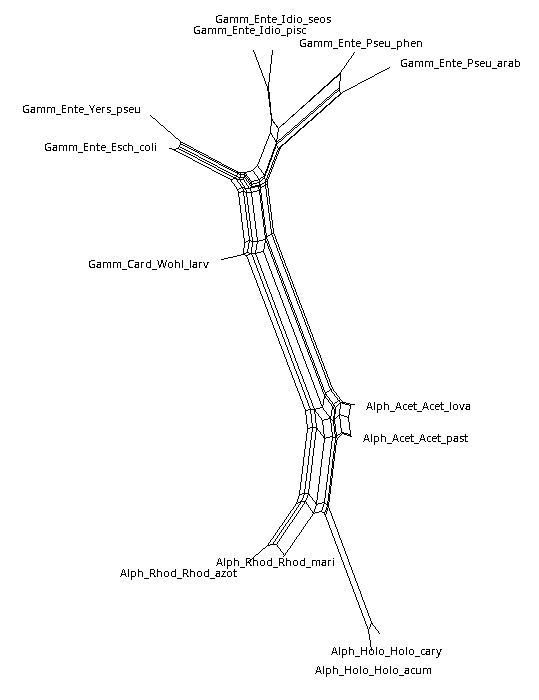 Gamm_Ente_Idio_seos
Gamm_Ente_Idio_pisc
Gamm_Ente_Pseu_phen
Gamm_Ente_Pseu_arab
Gamm_Ente_Yers_pseu
Gamm_Ente_Esch_coli
Gamm_Card_Wohl_larv
Alph_Acet_Acet_lova
Alph_Acet_Acet_past
Alph_Rhod_Rhod_mari
Alph_Rhod_Rhod_azot
Alph_Holo_Holo_cary
Alph_Holo_Holo_acum